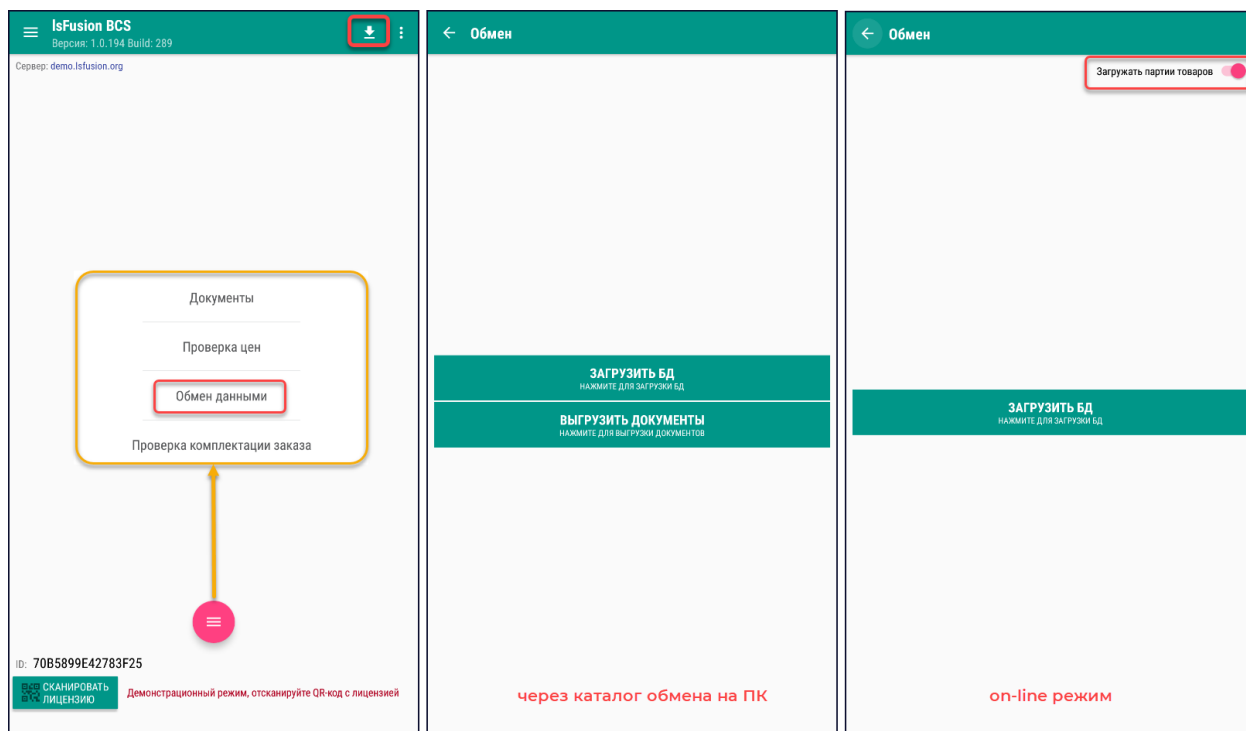 lsFusion BCS
Версия: 1.0.194 Build: 289
Сервер: demo.lsfusion.org
Документы
Проверка цен
Обмен данными
Проверка комплектации заказа
ID: 70B5899E42783F25
СКАНИРОВАТЬ
ЛИЦЕНЗИЮ
Демонстрационный режим, отсканируйте QR-код с лицензией
Обмен
ЗАГРУЗИТЬ БД
НАЖМИТЕ ДЛЯ ЗАГРУЗКИ БД
ВЫГРУЗИТЬ ДОКУМЕНТЫ
НАЖМИТЕ ДЛЯ ВЫГРУЗКИ ДОКУМЕНТОВ
через каталог обмена на ПК
Обмен
Загружать партии товаров
ЗАГРУЗИТЬ БД
НАЖМИТЕ ДЛЯ ЗАГРУЗКИ БД
on-line режим